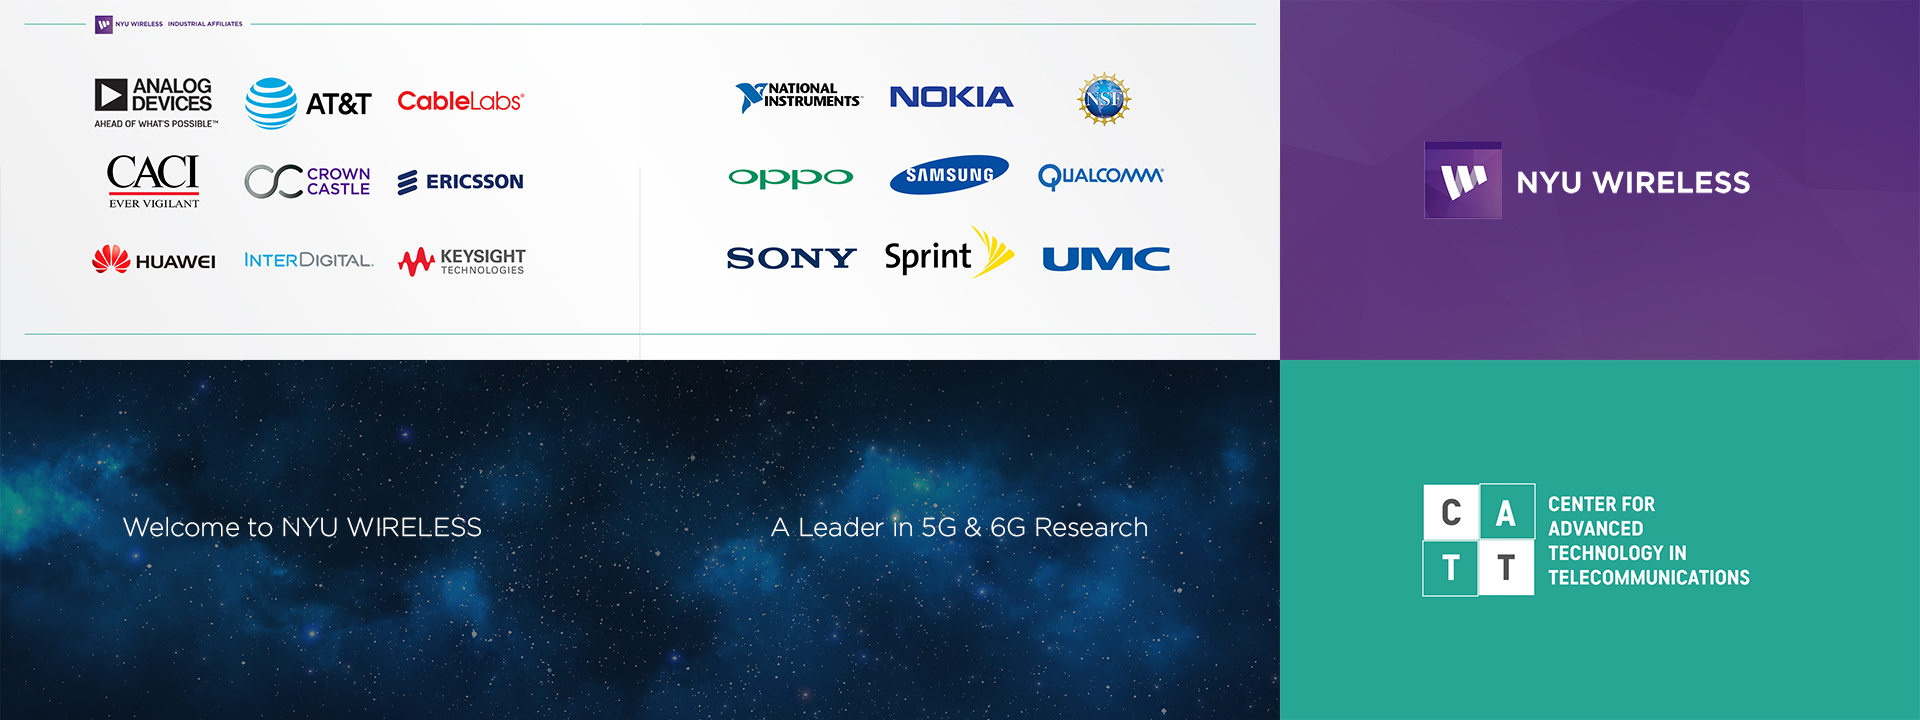 NYU WIRELESS INDUSTRIAL AFFILIATES
ANALOG
DEVICES
AHEAD OF WHAT'S POSSIBLE™
AT&T
CableLabs®
CACI
EVER VIGILANT
CROWN
CASTLE
ERICSSON
HUAWEI
INTERDIGITAL.
KEYSIGHT
TECHNOLOGIES
NATIONAL
INSTRUMENTS™
NOKIA
NSF
oppo
SAMSUNG
QUALCOMM®
SONY
Sprint
UMC
NYU WIRELESS
Welcome to NYU WIRELESS
A Leader in 5G & 6G Research
C A
T T
CENTER FOR
ADVANCED
TECHNOLOGY IN
TELECOMMUNICATIONS